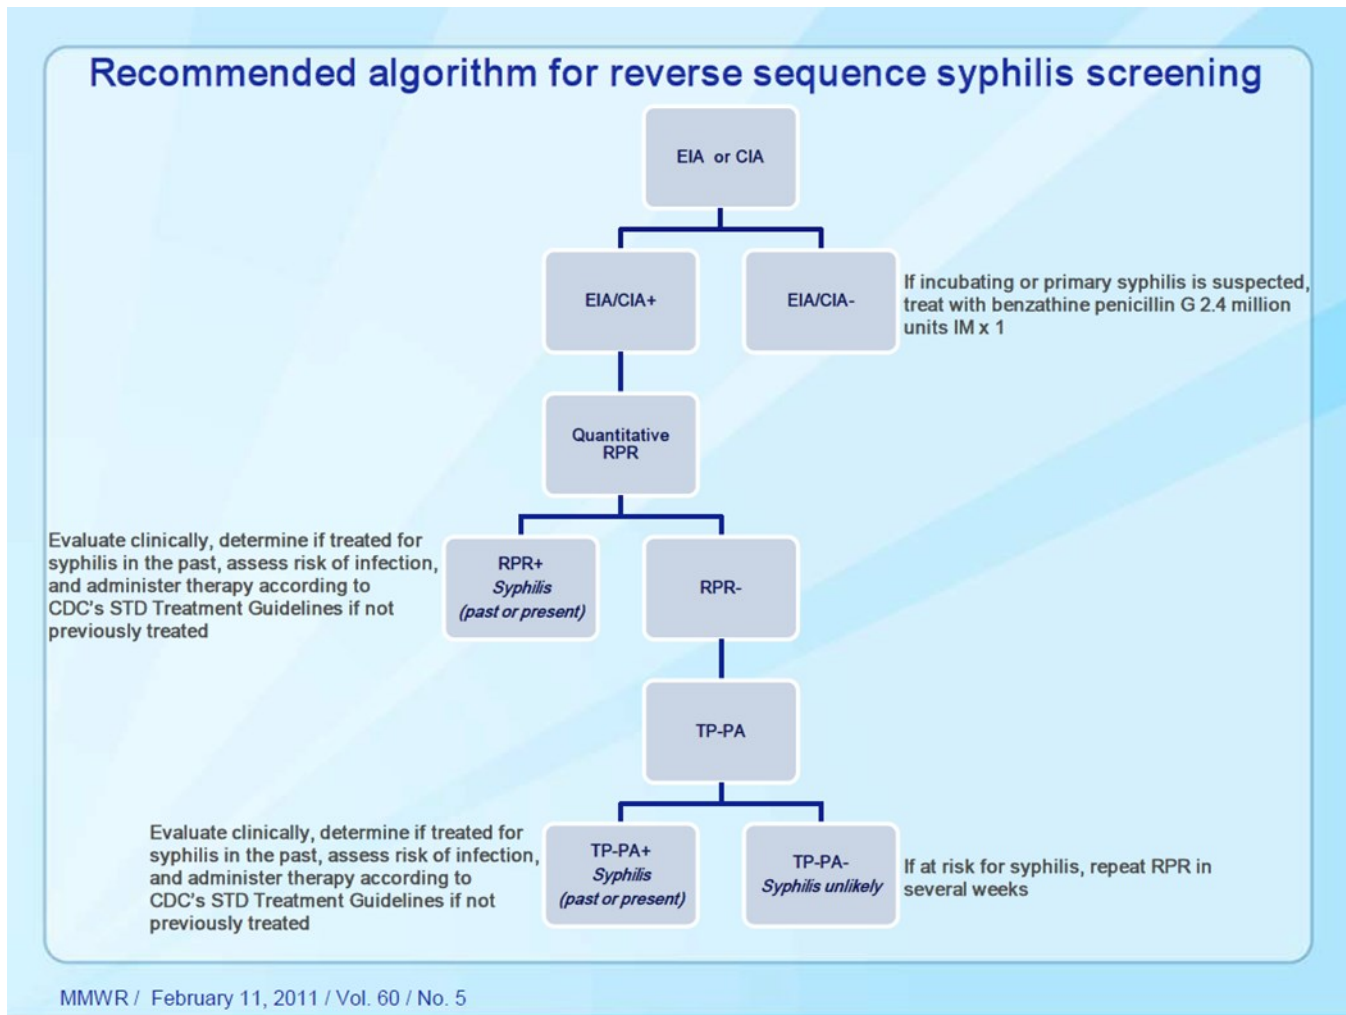 Recommended algorithm for reverse sequence syphilis screening
EIA or CIA
EIA/CIA+
EIA/CIA-
If incubating or primary syphilis is suspected,
treat with benzathine penicillin G 2.4 million
units IM x 1
Quantitative
RPR
Evaluate clinically, determine if treated for
syphilis in the past, assess risk of infection,
and administer therapy according to
CDC's STD Treatment Guidelines if not
previously treated
RPR+
Syphilis
(past or present)
RPR-
TP-PA
Evaluate clinically, determine if treated for
syphilis in the past, assess risk of infection,
and administer therapy according to
CDC's STD Treatment Guidelines if not
previously treated
TP-PA+
Syphilis
(past or present)
TP-PA-
Syphilis unlikely
If at risk for syphilis, repeat RPR in
several weeks
MMWR / February 11, 2011 / Vol. 60 / No. 5